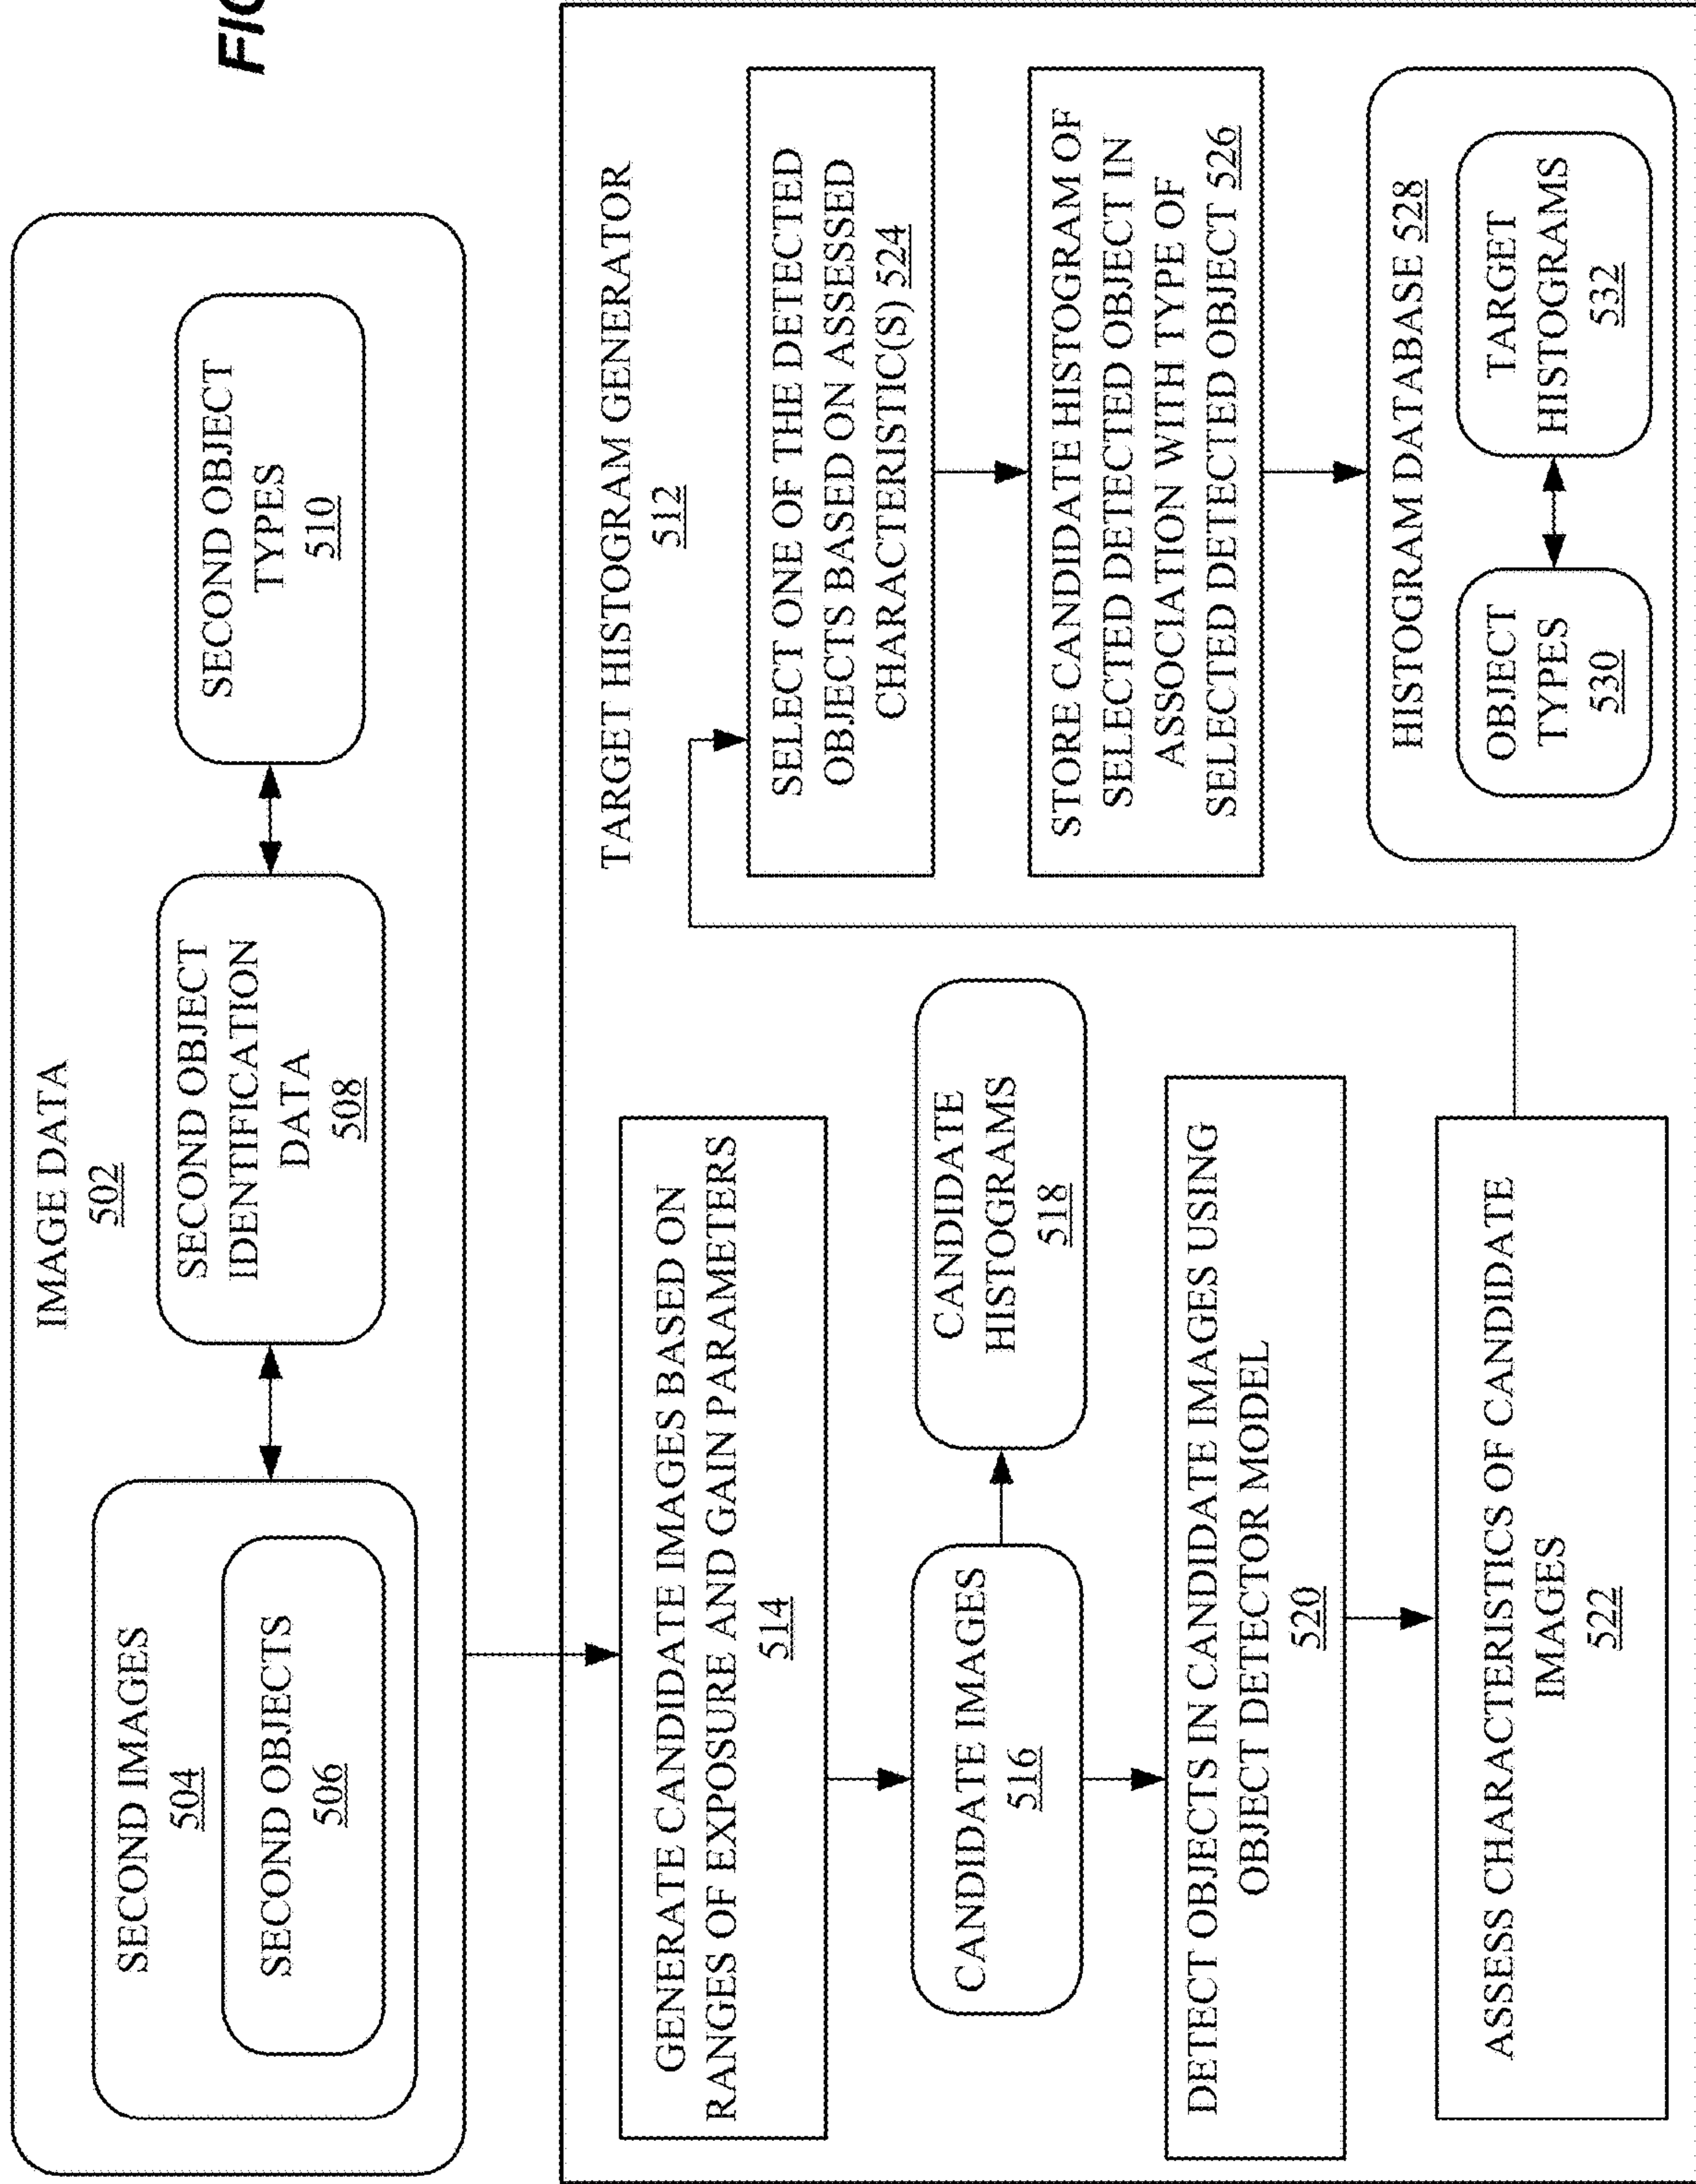 IMAGE DATA
502
SECOND IMAGES
504
SECOND OBJECTS
506
SECOND OBJECT
IDENTIFICATION
DATA
508
SECOND OBJECT
TYPES
510
TARGET HISTOGRAM GENERATOR
512
GENERATE CANDIDATE IMAGES BASED ON
RANGES OF EXPOSURE AND GAIN PARAMETERS
514
CANDIDATE IMAGES
516
CANDIDATE
HISTOGRAMS
518
DETECT OBJECTS IN CANDIDATE IMAGES USING
OBJECT DETECTOR MODEL
520
ASSESS CHARACTERISTICS OF CANDIDATE
IMAGES
522
SELECT ONE OF THE DETECTED
OBJECTS BASED ON ASSESSED
CHARACTERISTIC(S) 524
STORE CANDIDATE HISTOGRAM OF
SELECTED DETECTED OBJECT IN
ASSOCIATION WITH TYPE OF
SELECTED DETECTED OBJECT 526
HISTOGRAM DATABASE 528
OBJECT
TYPES
530
TARGET
HISTOGRAMS
532